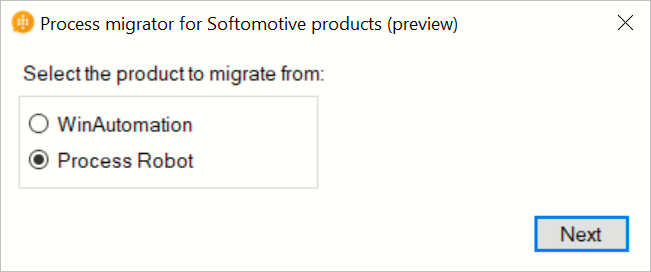 Process migrator for Softomotive products (preview)
Select the product to migrate from:
WinAutomation
Process Robot
Next